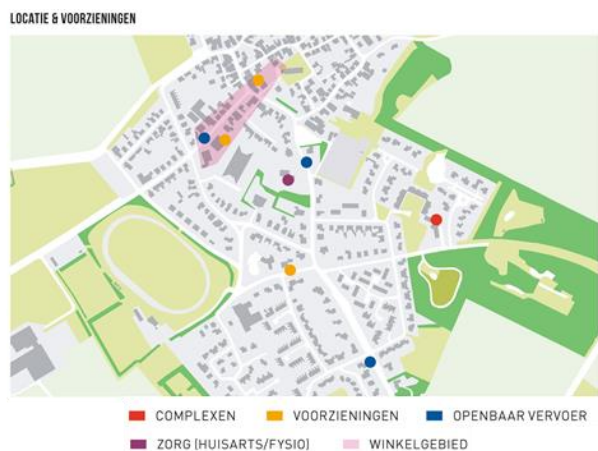 LOCATIE & VOORZIENINGEN
COMPLEXEN VOORZIENINGEN OPENBAAR VERVOER
ZORG (HUISARTS/FYSIO) WINKELGEBIED